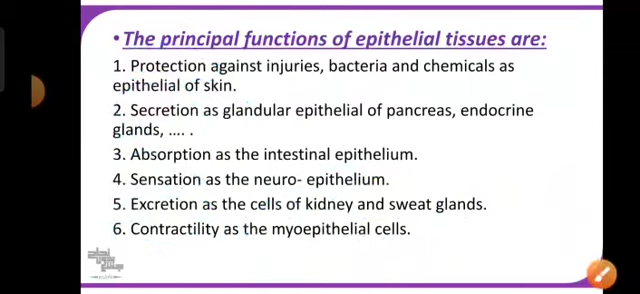 • The principal functions of epithelial tissues are:
1. Protection against injuries, bacteria and chemicals as
epithelial of skin.
2. Secretion as glandular epithelial of pancreas, endocrine
glands, .... .
3. Absorption as the intestinal epithelium.
4. Sensation as the neuro- epithelium.
5. Excretion as the cells of kidney and sweat glands.
6. Contractility as the myoepithelial cells.